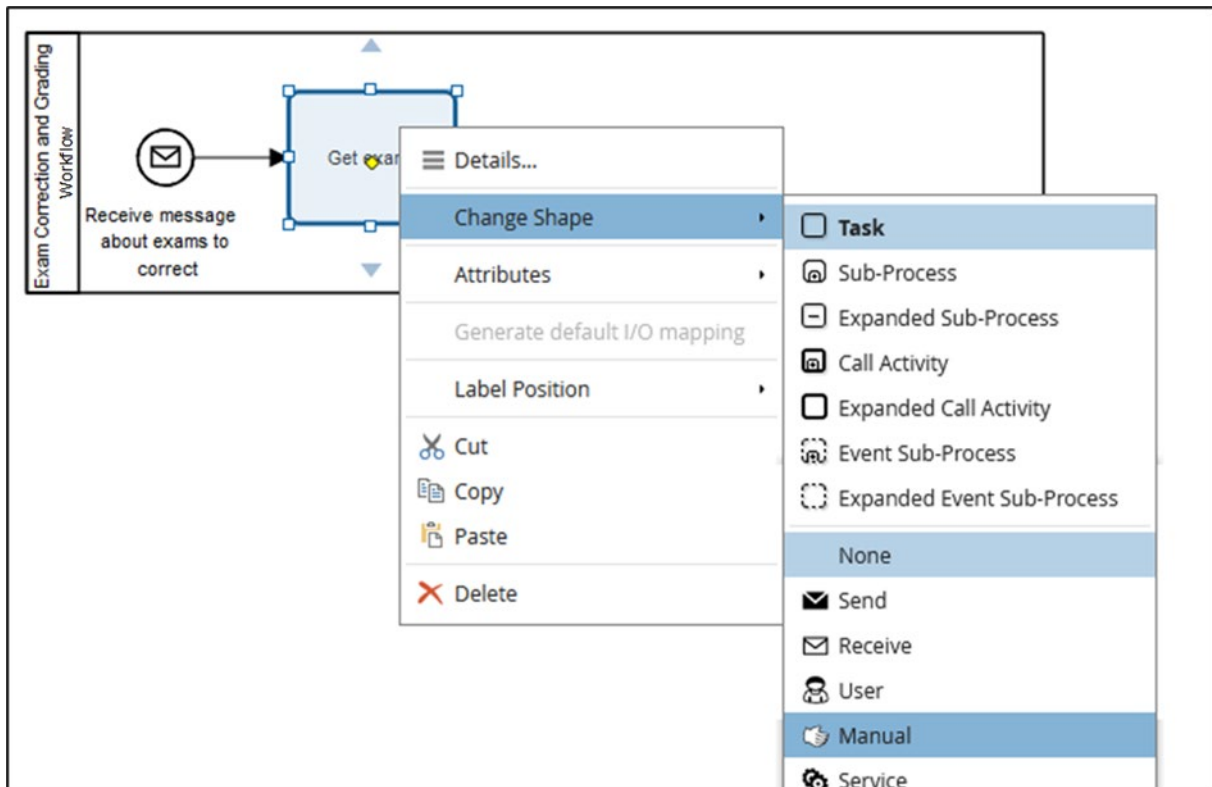 Exam Correction and Grading
Workflow
Receive message
about exams to
correct
Get exam
Details...
Change Shape
Attributes
Generate default I/O mapping
Label Position
Cut
Copy
Paste
Delete
Task
Sub-Process
Expanded Sub-Process
Call Activity
Expanded Call Activity
Event Sub-Process
Expanded Event Sub-Process
None
Send
Receive
User
Manual
Service